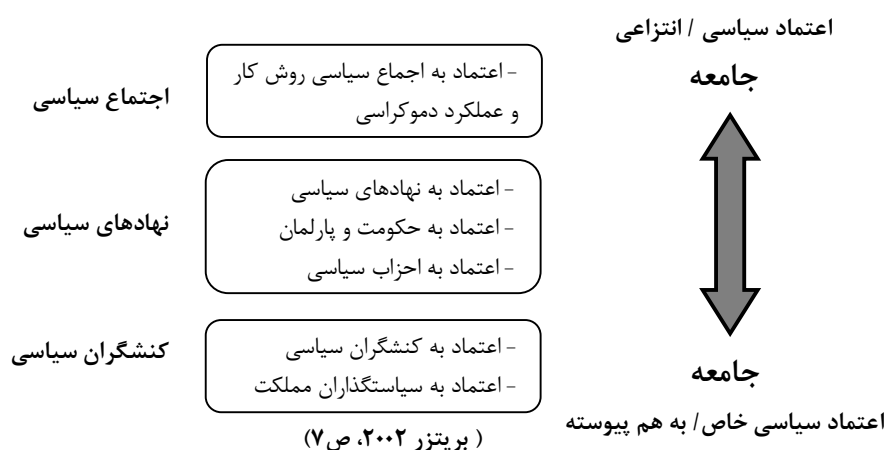 اعتماد سیاسی / انتزاعی
جامعه
اجتماع سیاسی
- اعتماد به اجماع سیاسی روش کار
و عملکرد دموکراسی
نهادهای سیاسی
- اعتماد به نهادهای سیاسی
- اعتماد به حکومت و پارلمان
- اعتماد به احزاب سیاسی
کنشگران سیاسی
- اعتماد به کنشگران سیاسی
- اعتماد به سیاستگذاران مملکت
جامعه
اعتماد سیاسی خاص/ به هم پیوسته
( بریتزر ۲۰۰۲، ص۷)